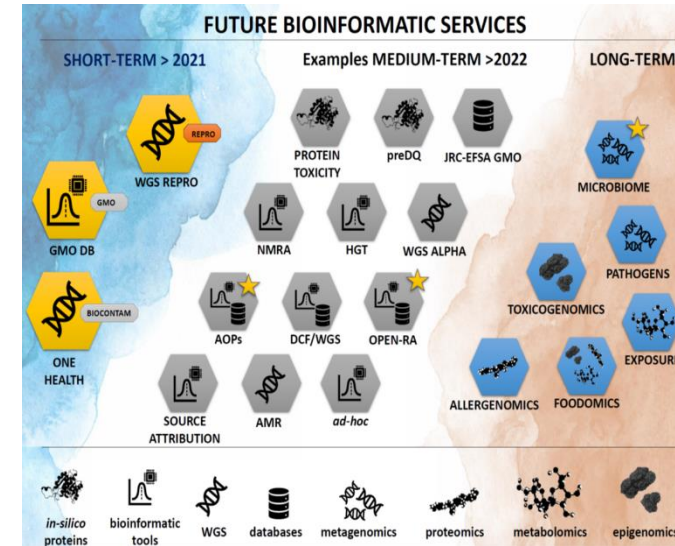 FUTURE BIOINFORMATIC SERVICES
SHORT-TERM > 2021
Examples MEDIUM-TERM >2022
LONG-TERM
REPRO
WGS REPRO
GMO
GMO DB
BIOCONTAM
ONE
HEALTH
PROTEIN
TOXICITY
preDQ
JRC-EFSA GMO
NMRA
HGT
WGS ALPHA
AOPs
DCF/WGS
OPEN-RA
SOURCE
ATTRIBUTION
AMR
ad-hoc
MICROBIOME
PATHOGENS
TOXICOGENOMICS
EXPOSURE
ALLERGENOMICS
FOODOMICS
in-silico
proteins
bioinformatic
tools
WGS
databases
metagenomics
proteomics
metabolomics
epigenomics